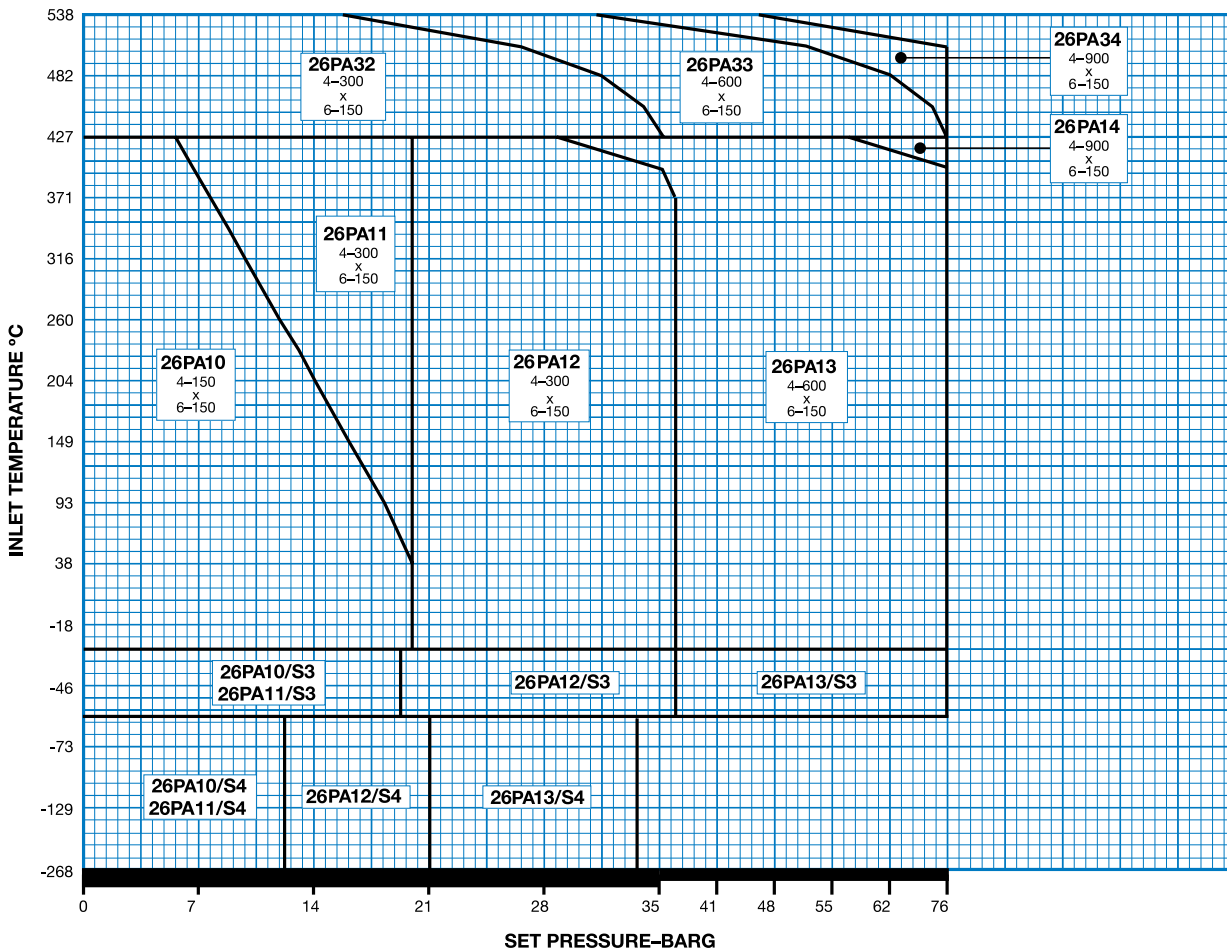 538
482
427
371
316
260
204
149
93
38
-18
-46
-73
-129
-268
INLET TEMPERATURE °C
26PA32
4–300
x
6–150
26PA33
4–600
x
6–150
26PA34
4–900
x
6–150
26PA14
4–900
x
6–150
26PA11
4–300
x
6–150
26PA10
4–150
x
6–150
26PA12
4–300
x
6–150
26PA13
4–600
x
6–150
26PA10/S3
26PA11/S3
26PA12/S3
26PA13/S3
26PA10/S4
26PA11/S4
26PA12/S4
26PA13/S4
0 7 14 21 28 35 41 48 55 62 76
SET PRESSURE–BARG